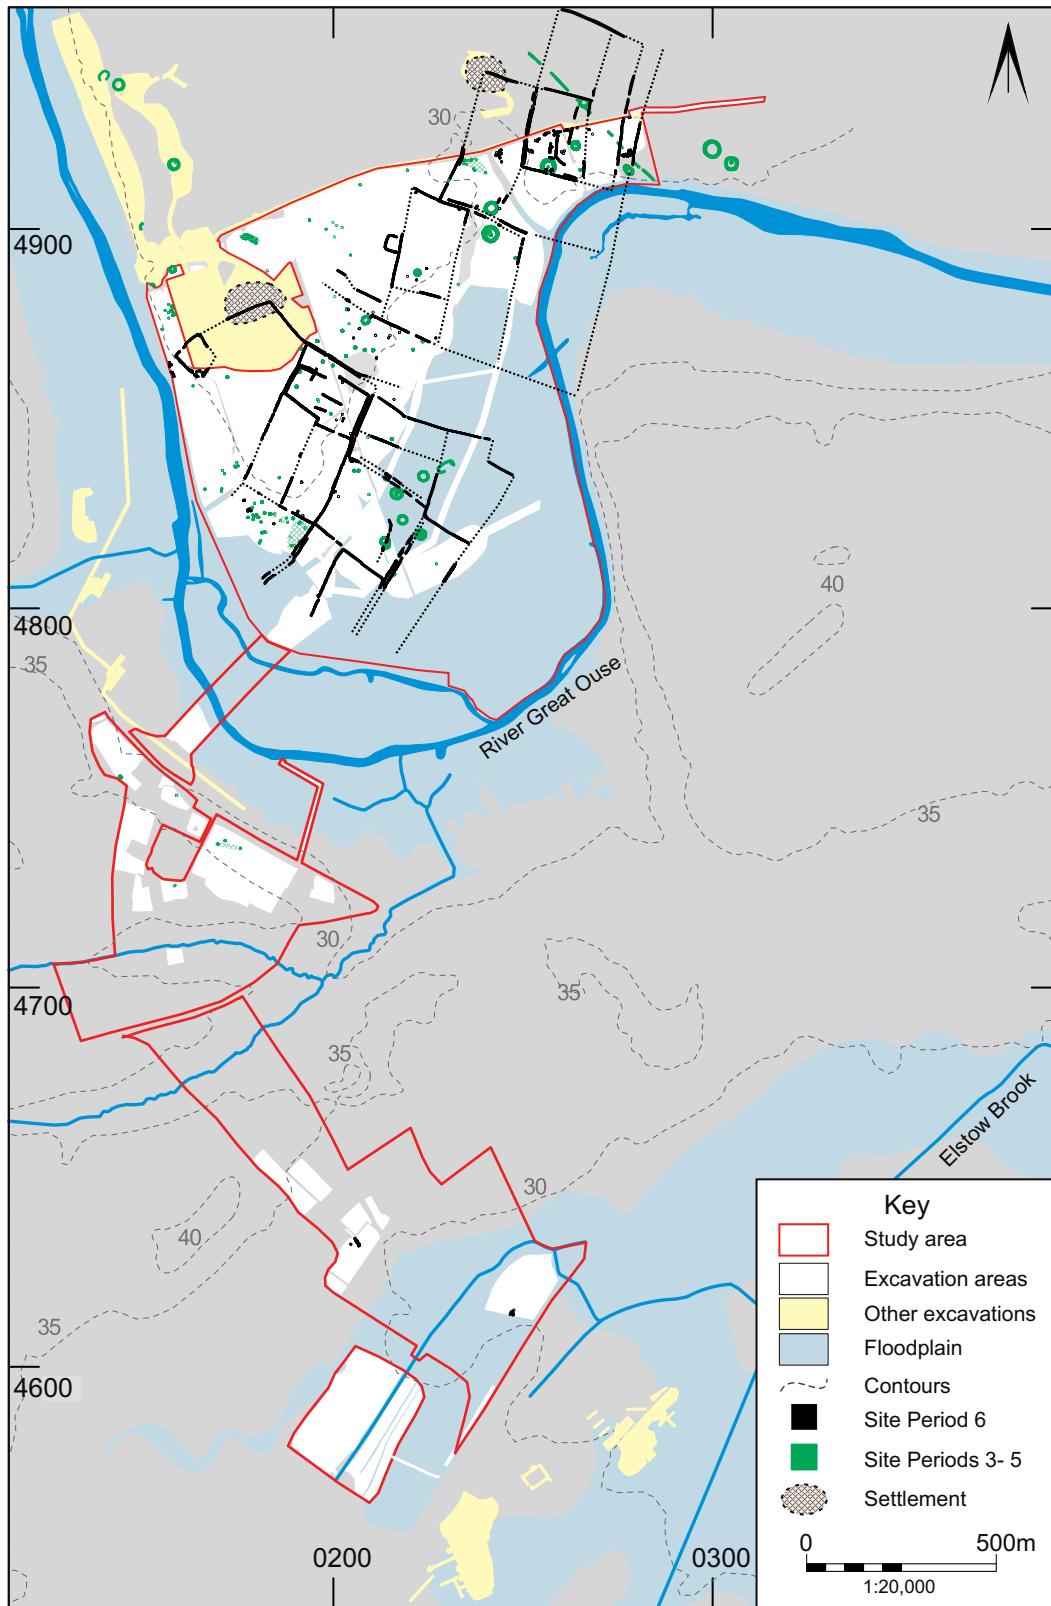 30
4900
40
4800
35
River Great Ouse
35
30
35
4700
35
Elstow Brook
30
40
35
4600
0200
0300
Key
Study area
Excavation areas
Other excavations
Floodplain
Contours
Site Period 6
Site Periods 3- 5
Settlement
0 500m
1:20,000